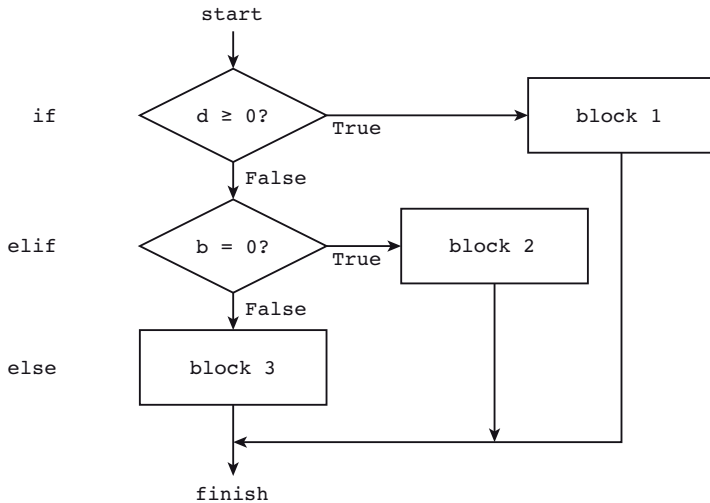 start
if
d ≥ 0?
True
block 1
False
elif
b = 0?
True
block 2
False
else
block 3
finish